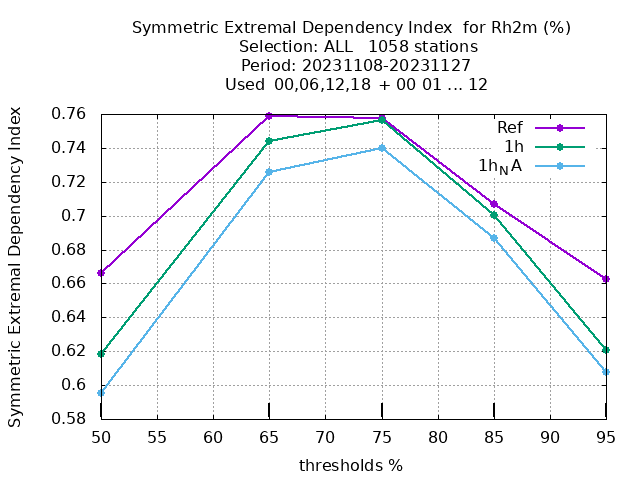 Symmetric Extremal Dependency Index  for Rh2m (%)
Selection: ALL   1058 stations
Period: 20231108-20231127
Used  00,06,12,18  + 00 01 ... 12
Symmetric Extremal Dependency Index
0.76
0.74
0.72
0.7
0.68
0.66
0.64
0.62
0.6
0.58
Ref
1h
1h_NA
50 55 60 65 70 75 80 85 90 95
thresholds %